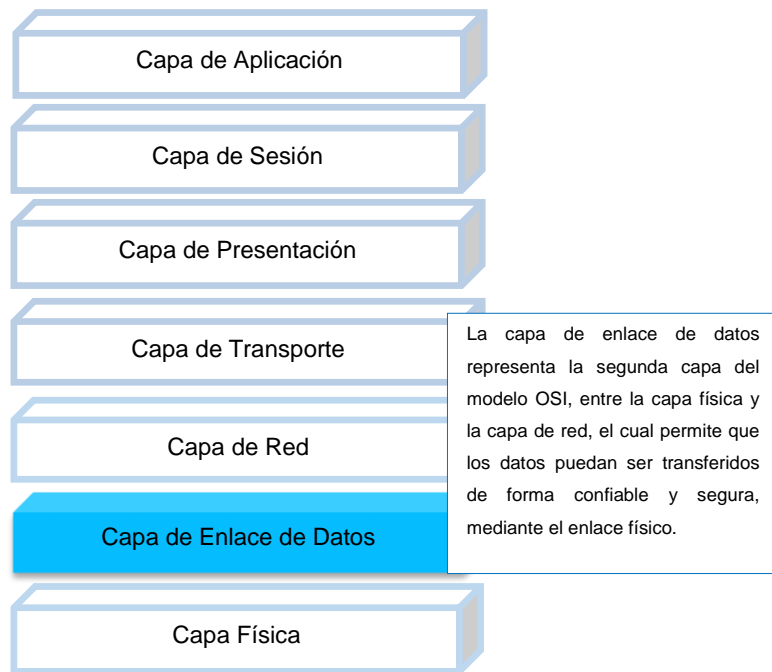 Capa de Aplicación
Capa de Sesión
Capa de Presentación
Capa de Transporte
Capa de Red
Capa de Enlace de Datos
Capa Física
La capa de enlace de datos
representa la segunda capa del
modelo OSI, entre la capa física y
la capa de red, el cual permite que
los datos puedan ser transferidos
de forma confiable y segura,
mediante el enlace físico.